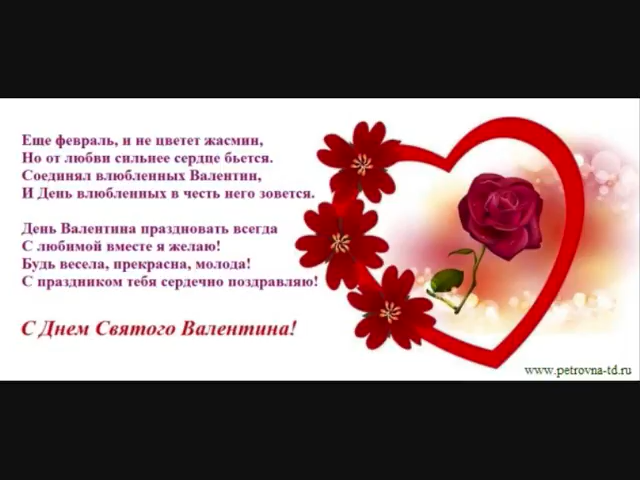 Еще февраль, и не цветет жасмин,
Но от любви сильнее сердце бьется.
Соединял влюбленных Валентин,
И День влюбленных в честь него зовется.
День Валентина праздновать всегда
С любимой вместе я желаю!
Будь весела, прекрасна, молода!
С праздником тебя сердечно поздравляю!
С Днем Святого Валентина!
www.petrovna-td.ru